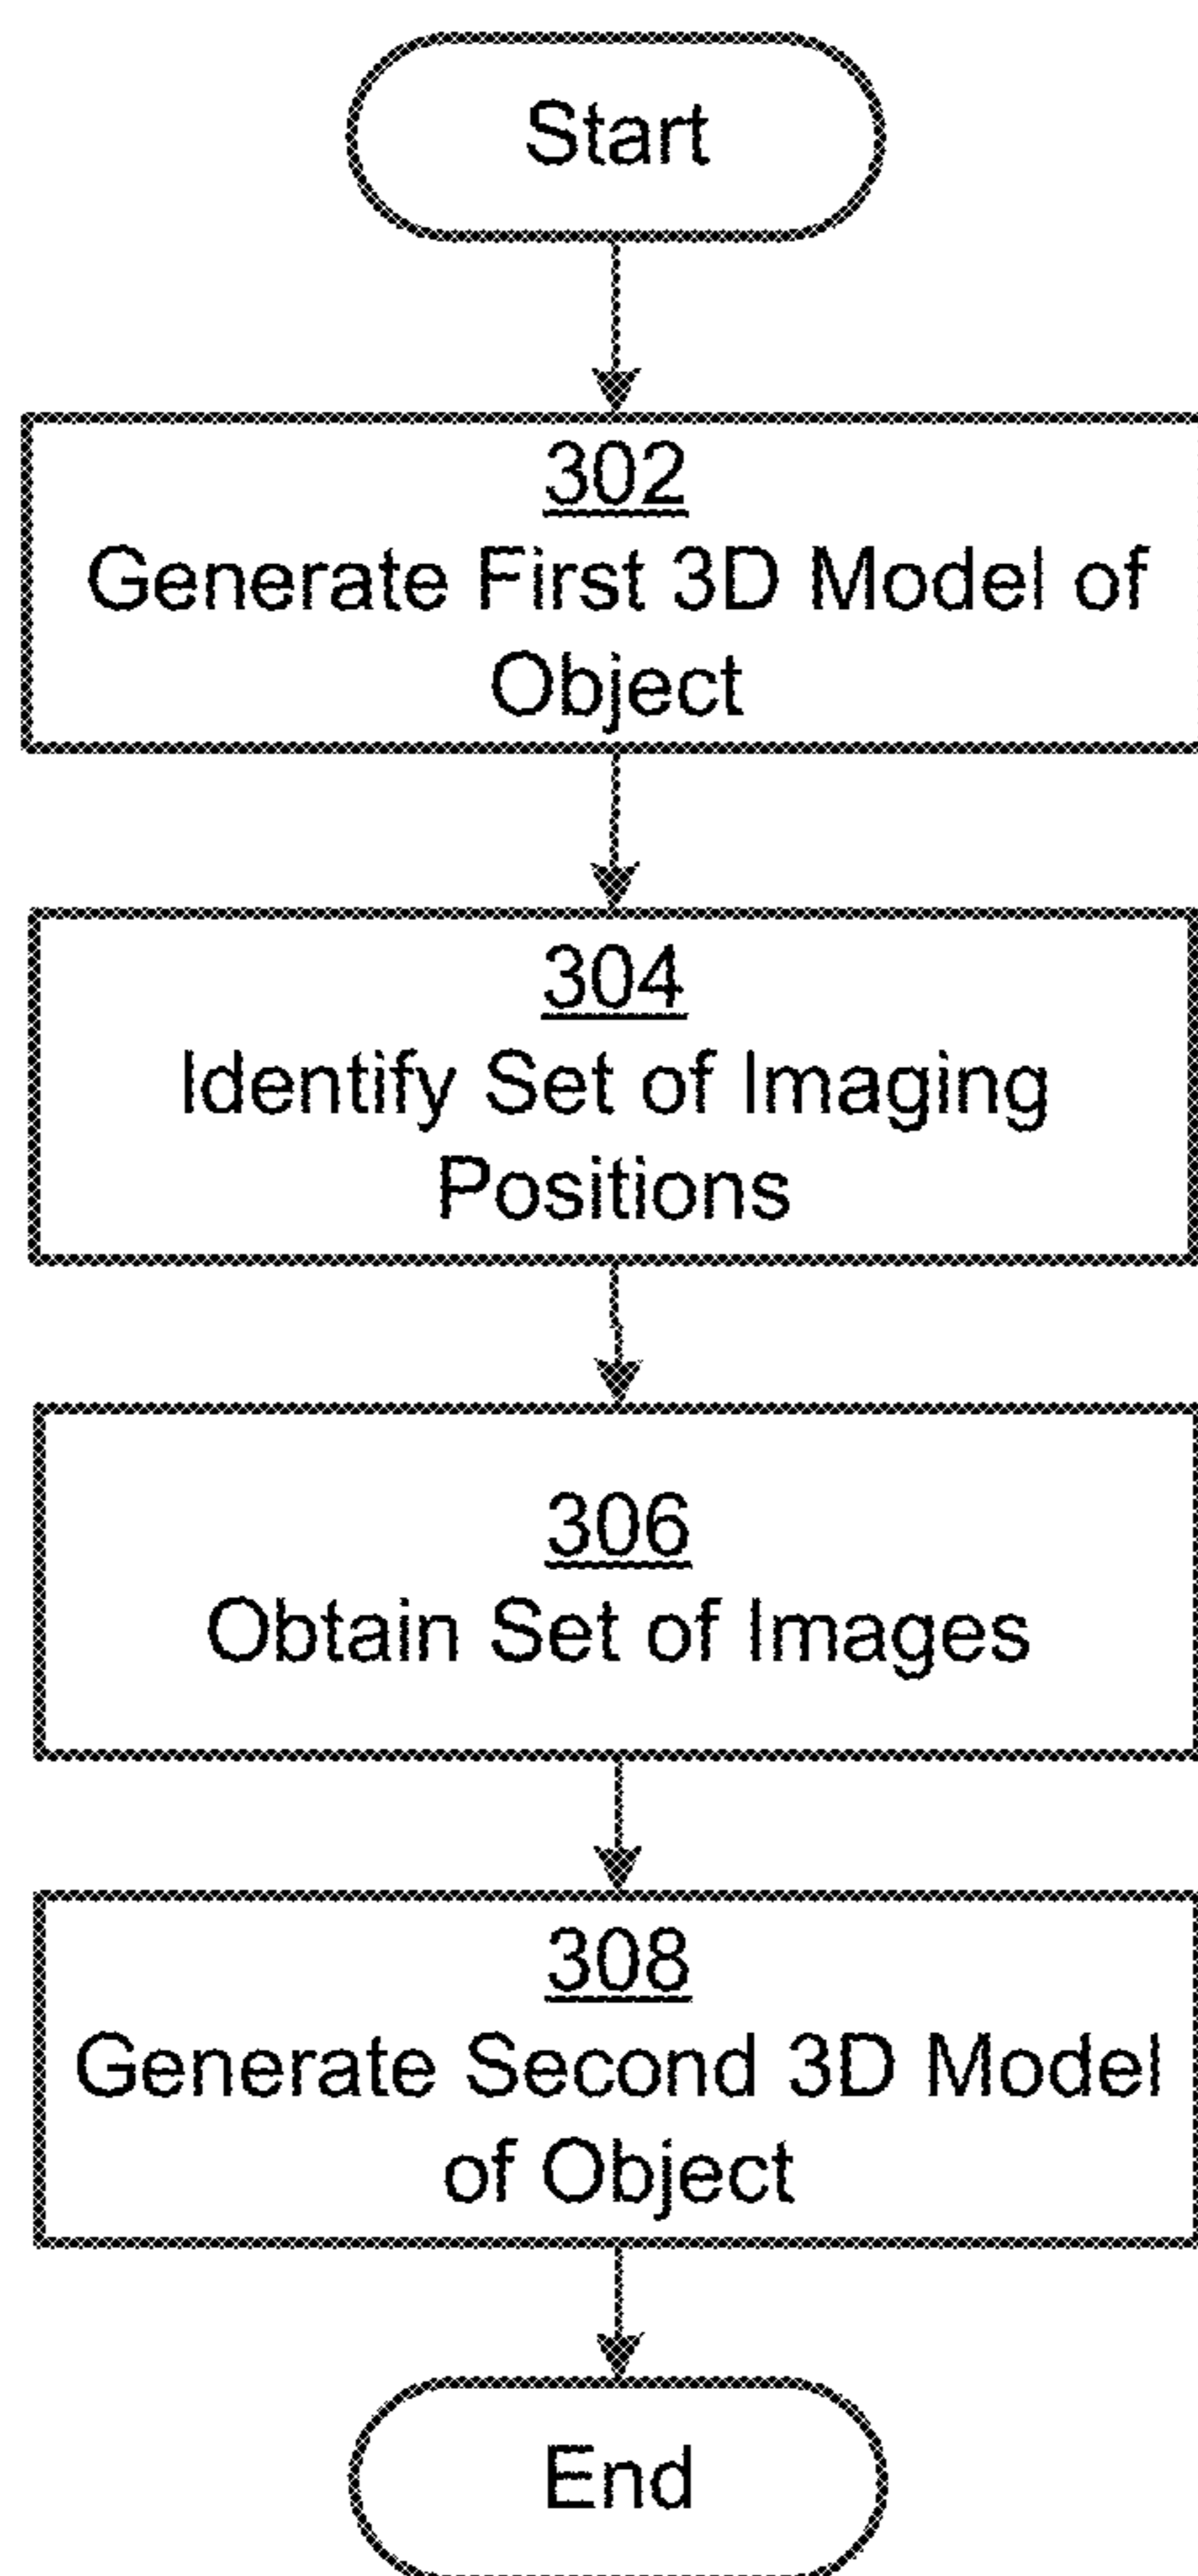 Start
302
Generate First 3D Model of
Object
304
Identify Set of Imaging
Positions
306
Obtain Set of Images
308
Generate Second 3D Model
of Object
End